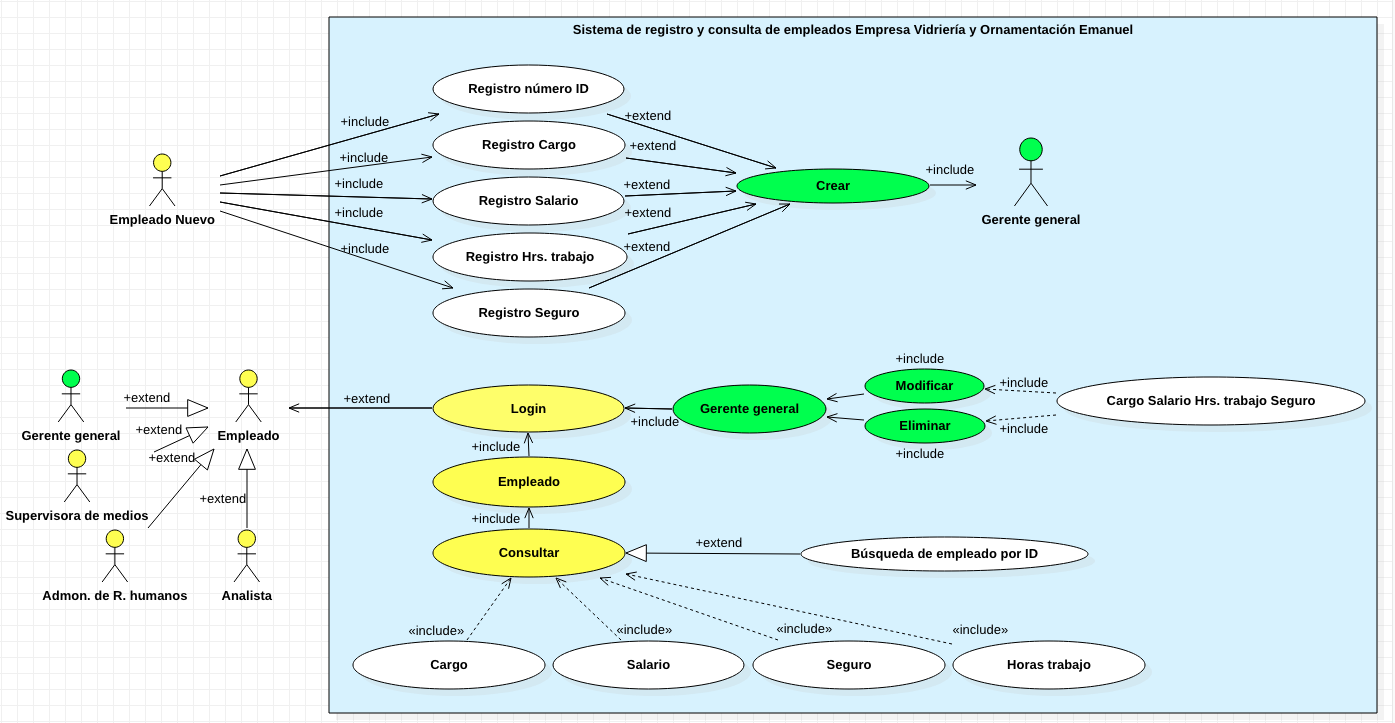 Sistema de registro y consulta de empleados Empresa Vidriería y Ornamentación Emanuel
Registro número ID
+include
+extend
Registro Cargo
+include
+extend
Empleado Nuevo
+include
Registro Salario
+extend
Crear
+include
Gerente general
+include
+extend
Registro Hrs. trabajo
+include
+extend
Registro Seguro
Gerente general
+extend
Empleado
+extend
Supervisora de medios
+extend
Admon. de R. humanos
+extend
Analista
+extend
Login
+include
Gerente general
+include
Modificar
+include
Cargo Salario Hrs. trabajo Seguro
Eliminar
+include
+include
+include
Empleado
+include
Consultar
+extend
Búsqueda de empleado por ID
«include»
«include»
«include»
«include»
Cargo
Salario
Seguro
Horas trabajo